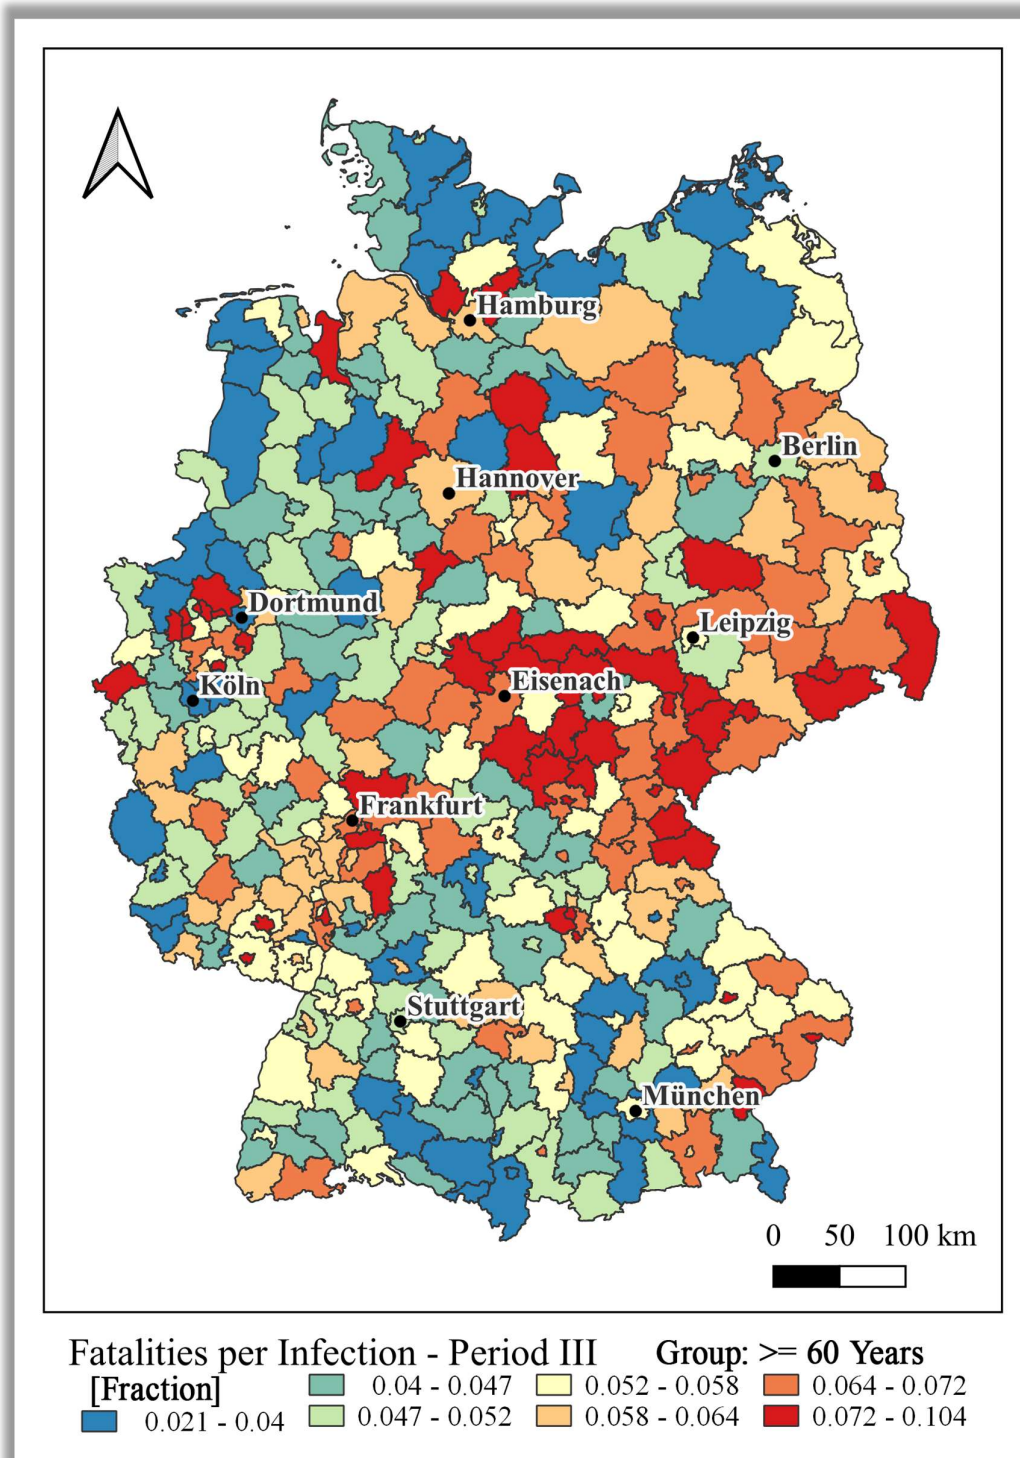 Hamburg
Berlin
Hannover
Dortmund
Leipzig
Köln
Eisenach
Frankfurt
Stuttgart
München
0 50 100 km
Fatalities per Infection - Period III Group: >= 60 Years
[Fraction] 0.04 - 0.047 0.052 - 0.058 0.064 - 0.072
0.021 - 0.04 0.047 - 0.052 0.058 - 0.064 0.072 - 0.104